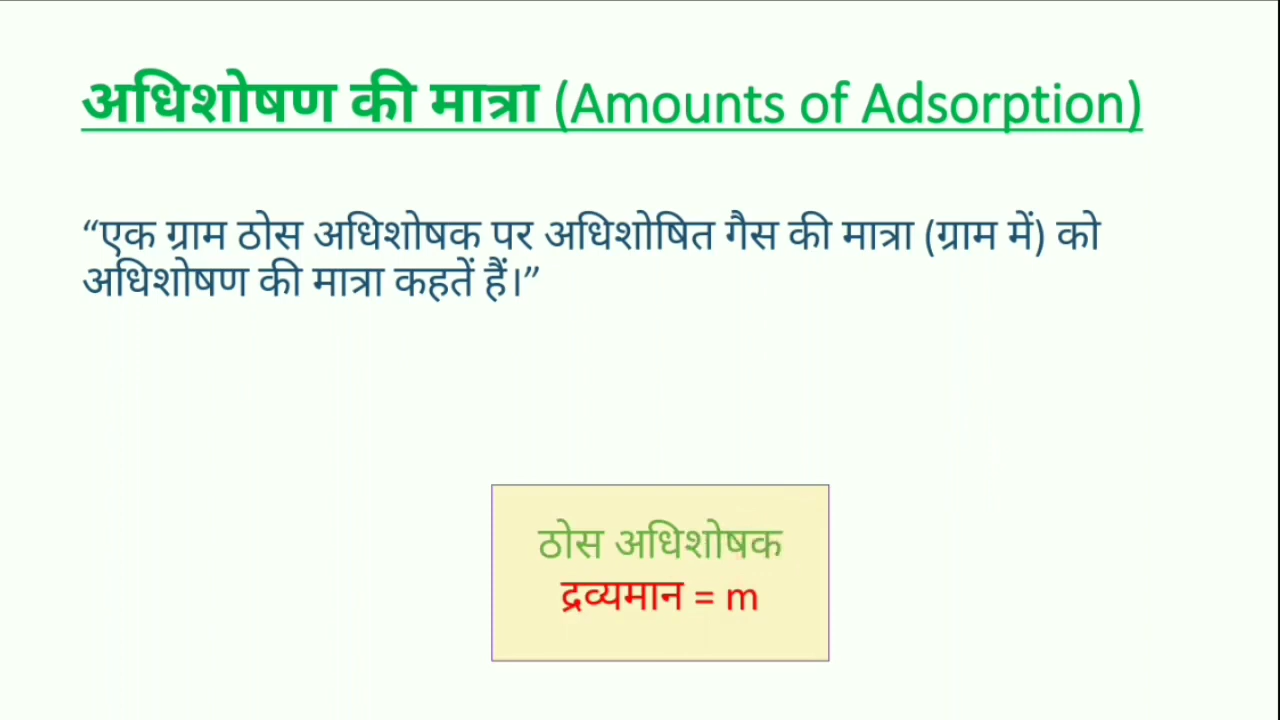 अधिशोषण की मात्रा (Amounts of Adsorption)
“एक ग्राम ठोस अधिशोषक पर अधिशोषित गैस की मात्रा (ग्राम में) को
अधिशोषण की मात्रा कहतें हैं।”
ठोस अधिशोषक
द्रव्यमान = m